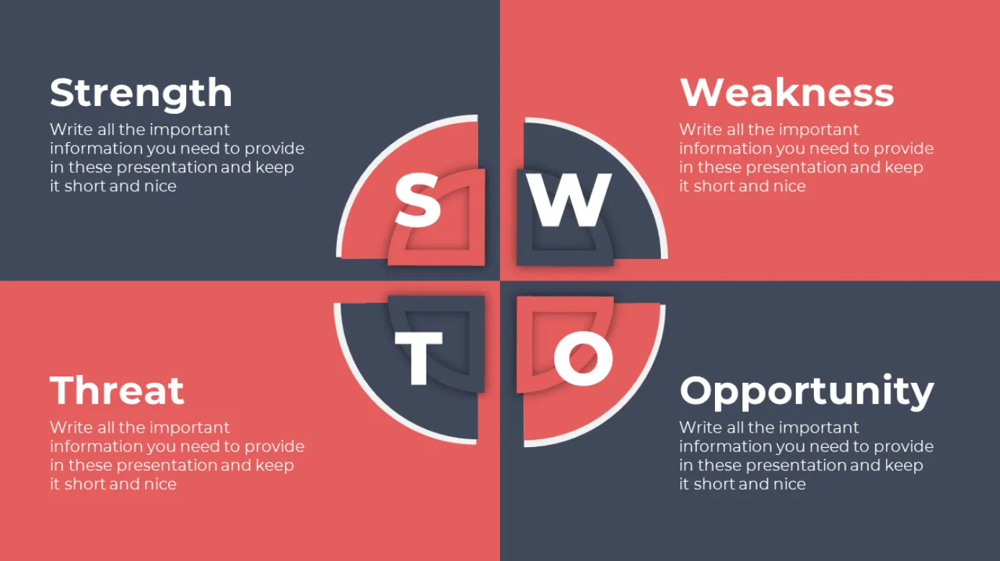 Strength
Write all the important
information you need to provide
in these presentation and keep
it short and nice
Weakness
Write all the important
information you need to provide
in these presentation and keep
it short and nice
S
W
T
O
Threat
Write all the important
information you need to provide
in these presentation and keep
it short and nice
Opportunity
Write all the important
information you need to provide
in these presentation and keep
it short and nice